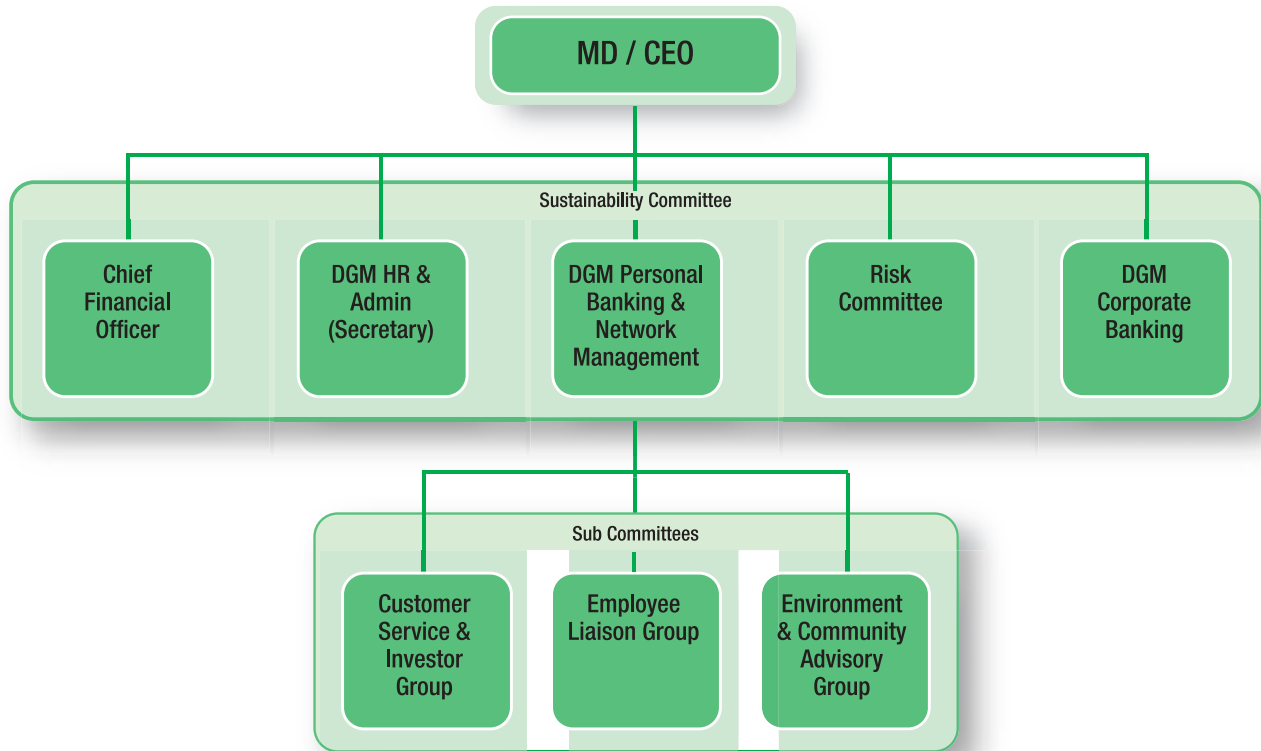 MD / CEO
Sustainability Committee
Chief
Financial
Officer
DGM HR &
Admin
(Secretary)
DGM Personal
Banking &
Network
Management
Risk
Committee
DGM
Corporate
Banking
Sub Committees
Customer
Service &
Investor
Group
Employee
Liaison Group
Environment
& Community
Advisory
Group